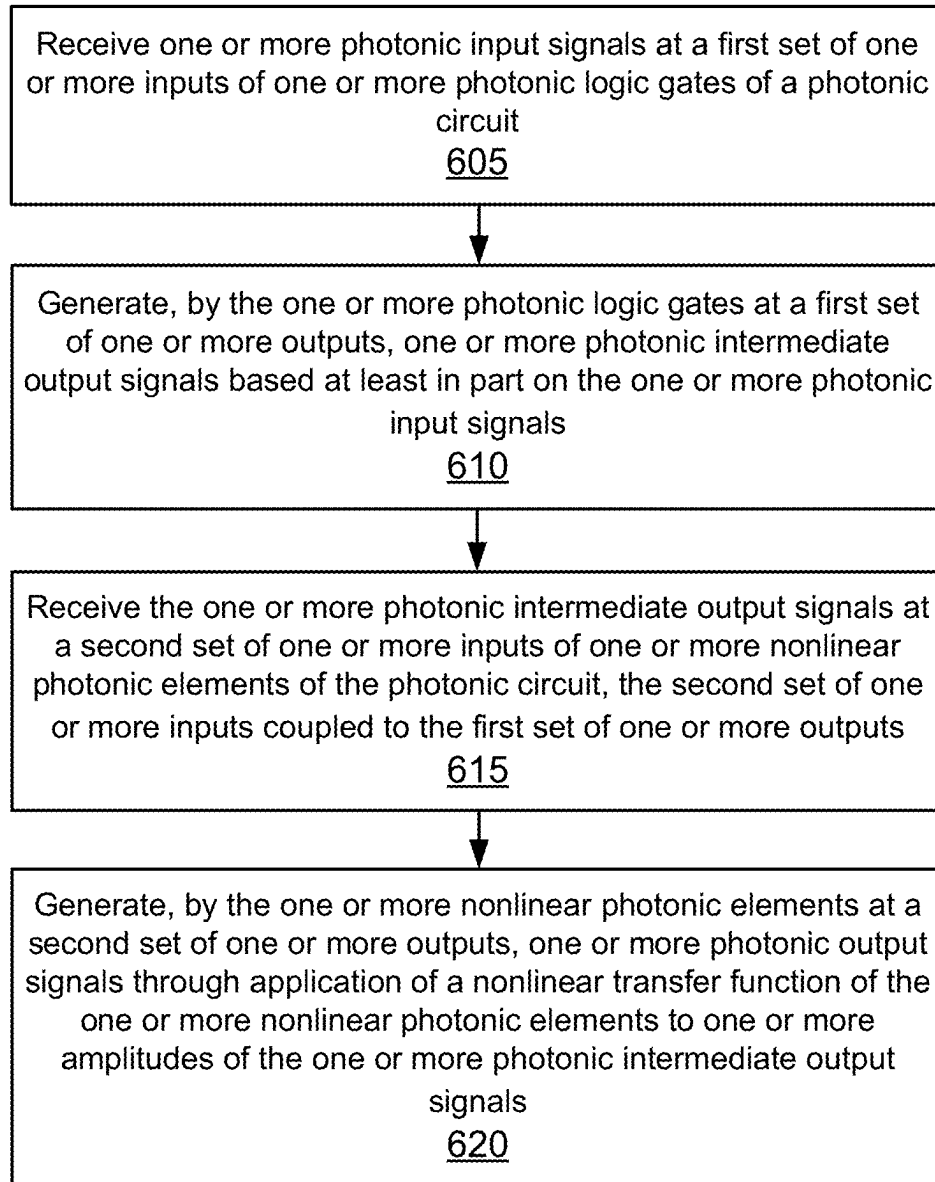 Receive one or more photonic input signals at a first set of one
or more inputs of one or more photonic logic gates of a photonic
circuit
605
Generate, by the one or more photonic logic gates at a first set
of one or more outputs, one or more photonic intermediate
output signals based at least in part on the one or more photonic
input signals
610
Receive the one or more photonic intermediate output signals at
a second set of one or more inputs of one or more nonlinear
photonic elements of the photonic circuit, the second set of one
or more inputs coupled to the first set of one or more outputs
615
Generate, by the one or more nonlinear photonic elements at a
second set of one or more outputs, one or more photonic output
signals through application of a nonlinear transfer function of the
one or more nonlinear photonic elements to one or more
amplitudes of the one or more photonic intermediate output
signals
620